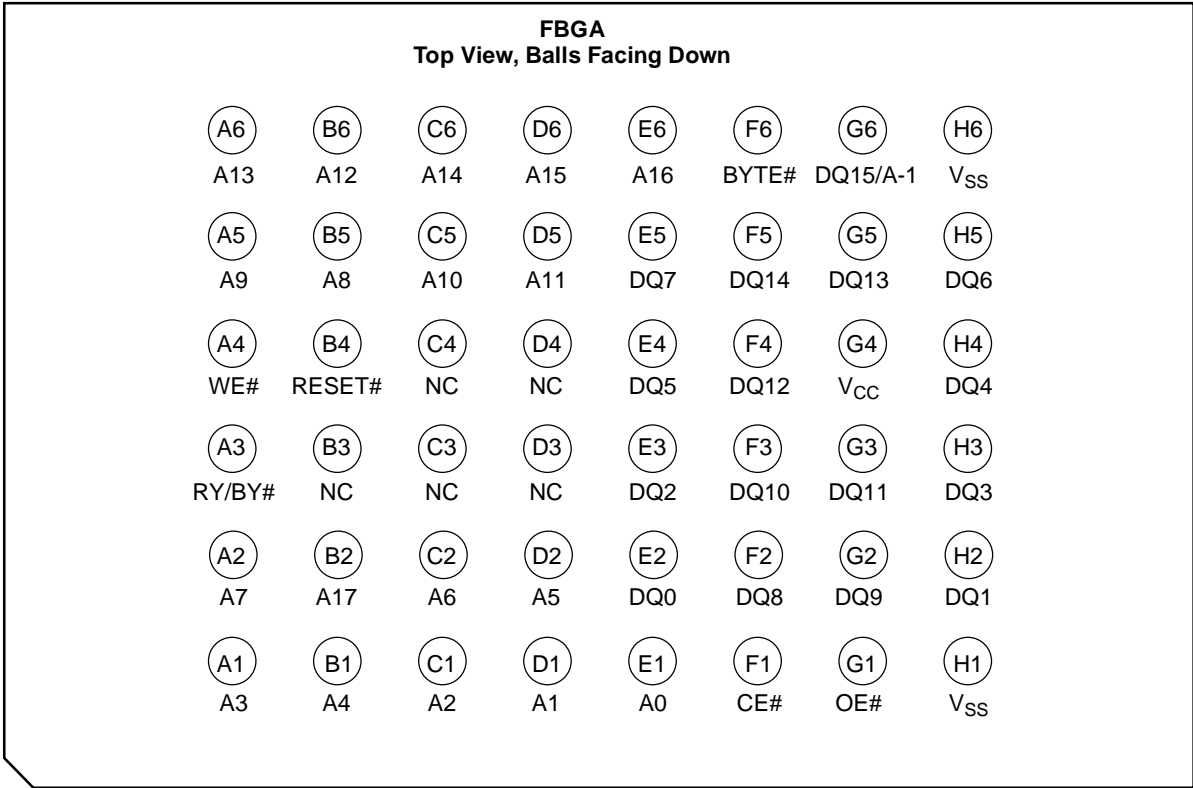 FBGA
Top View, Balls Facing Down
A6 B6 C6 D6 E6 F6 G6 H6
A13 A12 A14 A15 A16 BYTE# DQ15/A-1 VSS
A5 B5 C5 D5 E5 F5 G5 H5
A9 A8 A10 A11 DQ7 DQ14 DQ13 DQ6
A4 B4 C4 D4 E4 F4 G4 H4
WE# RESET# NC NC DQ5 DQ12 VCC DQ4
A3 B3 C3 D3 E3 F3 G3 H3
RY/BY# NC NC NC DQ2 DQ10 DQ11 DQ3
A2 B2 C2 D2 E2 F2 G2 H2
A7 A17 A6 A5 DQ0 DQ8 DQ9 DQ1
A1 B1 C1 D1 E1 F1 G1 H1
A3 A4 A2 A1 A0 CE# OE# VSS